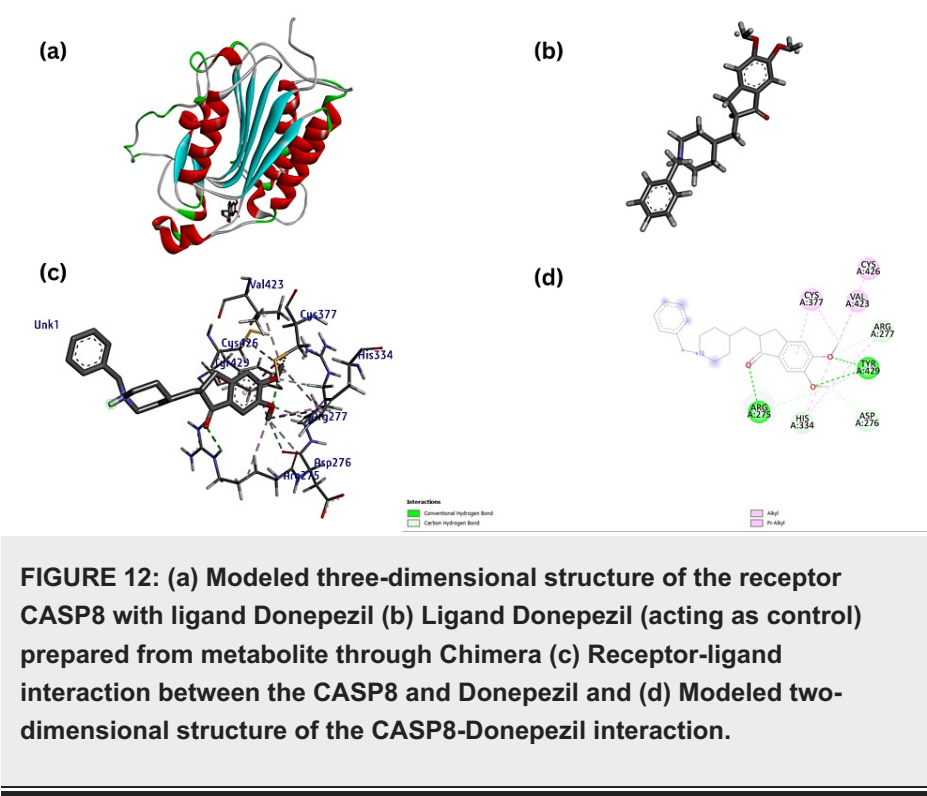 (a)
(b)
(c)
Val423
Cys377
Unk1
Cys426
His334
Tyr429
Arg277
Asp276
Arg275
(d)
CYS
A:426
CYS
A:377
VAL
A:423
ARG
A:277
O
TYR
A:429
N
O
O
ARG
A:275
HIS
A:334
ASP
A:276
Interactions
Conventional Hydrogen Bond
Carbon Hydrogen Bond
Alkyl
Pi-Alkyl
FIGURE 12: (a) Modeled three-dimensional structure of the receptor
CASP8 with ligand Donepezil (b) Ligand Donepezil (acting as control)
prepared from metabolite through Chimera (c) Receptor-ligand
interaction between the CASP8 and Donepezil and (d) Modeled two-
dimensional structure of the CASP8-Donepezil interaction.